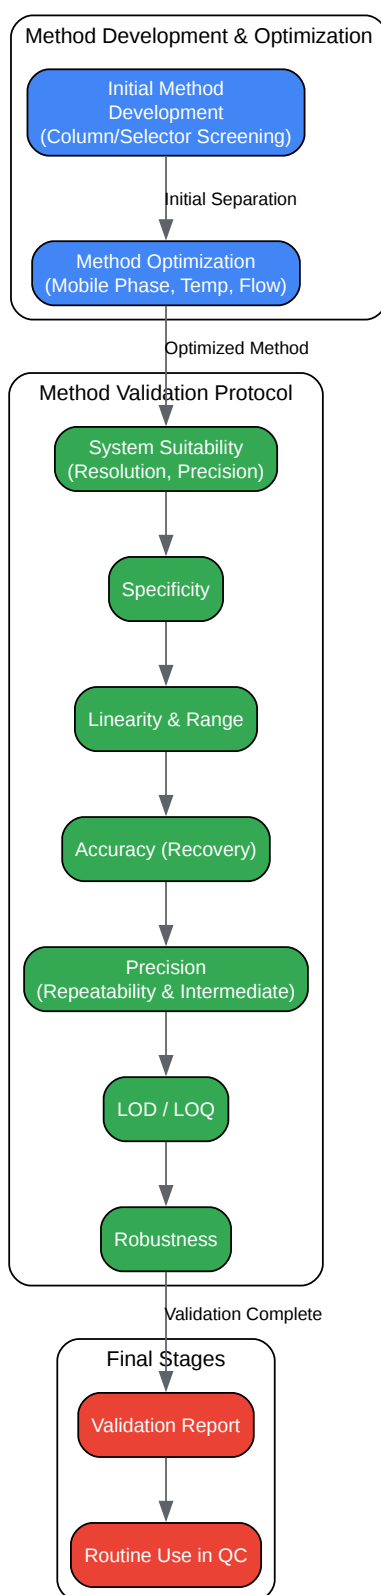 Method Development & Optimization
Initial Method
Development
(Column/Selector Screening)
Initial Separation
Method Optimization
(Mobile Phase, Temp, Flow)
Optimized Method
Method Validation Protocol
System Suitability
(Resolution, Precision)
Specificity
Linearity & Range
Accuracy (Recovery)
Precision
(Repeatability & Intermediate)
LOD / LOQ
Robustness
Validation Complete
Final Stages
Validation Report
Routine Use in QC